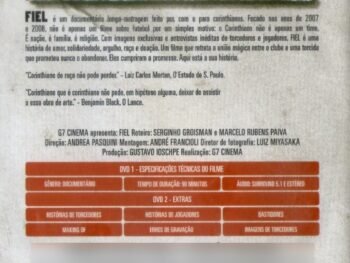 FIEL é um documentário longa-metragem feito por com e para corinthianos. Focado nos anos de 2007
e 2008, não é apenas um filme sobre futebol por um simples motivo: o Corinthians não é apenas um time.
É nação, é família, é religião. Com imagens exclusivas e entrevistas inéditas de torcedores e jogadores. FIEL é uma
história de amor, solidariedade, orgulho, raça e doação. Um filme que retrata a união mágica entre o clube e uma torcida
que prometeu nunca o abandonar. Eles cumpriram a promessa. Aqui está a sua história.
"Corinthiano de raça não pode perder." - Luiz Carlos Merten, O Estado de S. Paulo.
"Corinthiano que é corinthiano não pode, em hipótese alguma, deixar de assistir
a essa obra de arte." - Benjamin Black, O Lance.
G7 CINEMA apresenta: FIEL Roteiro: SERGINHO GROISMAN e MARCELO RUBENS PAIVA
Direção: ANDREA PASQUINI Montagem: ANDRÉ FRANCIOLI Diretor de fotografia: LUIZ MIYASAKA
Produção: GUSTAVO IOSCHPE Realização: G7 CINEMA
DVD 1 - ESPECIFICAÇÕES TÉCNICAS DO FILME
GÊNERO: DOCUMENTÁRIO TEMPO DE DURAÇÃO: 90 MINUTOS ÁUDIO: SURROUND 5.1 E ESTÉREO
DVD 2 - EXTRAS
HISTÓRIAS DE TORCEDORES HISTÓRIAS DE JOGADORES BASTIDORES
MAKING OF ERROS DE GRAVAÇÃO IMAGENS DE TORCEDORES